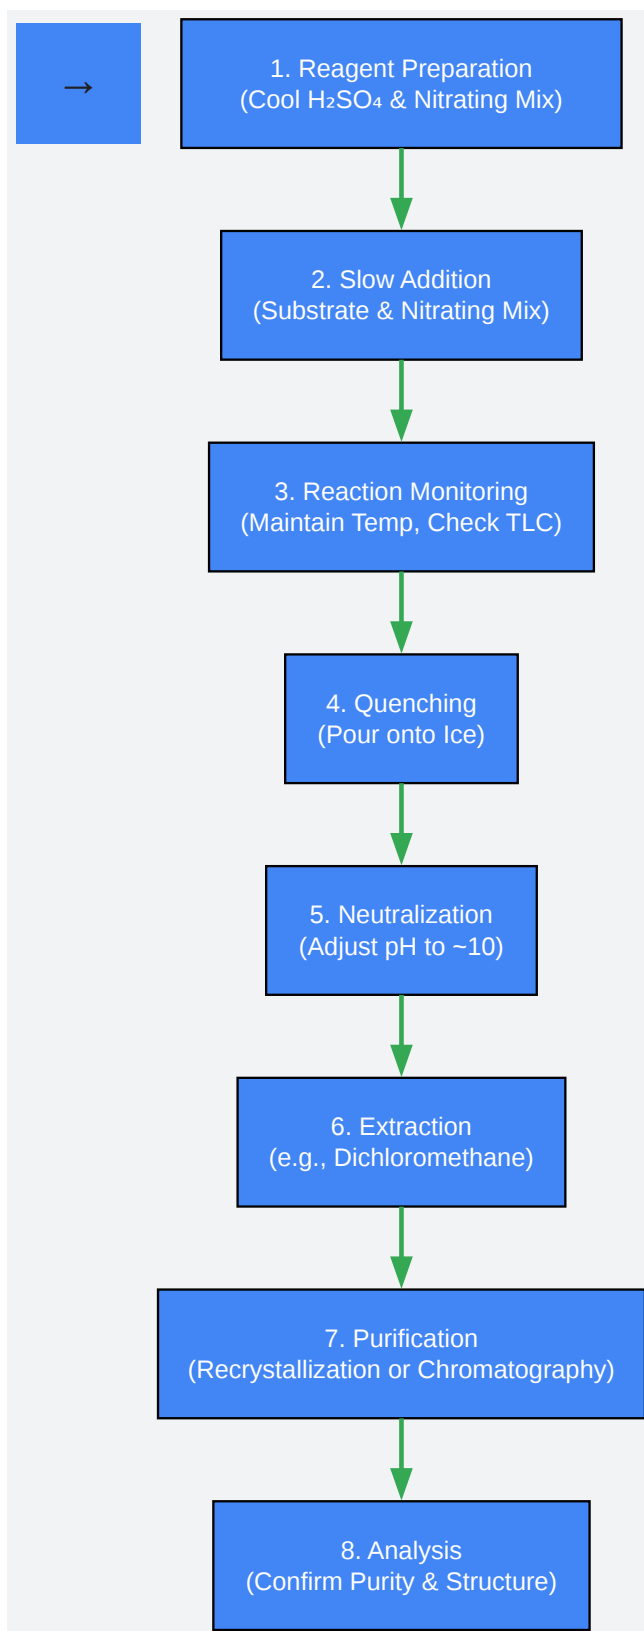 →
1. Reagent Preparation
(Cool H₂SO₄ & Nitrating Mix)
2. Slow Addition
(Substrate & Nitrating Mix)
3. Reaction Monitoring
(Maintain Temp, Check TLC)
4. Quenching
(Pour onto Ice)
5. Neutralization
(Adjust pH to ~10)
6. Extraction
(e.g., Dichloromethane)
7. Purification
(Recrystallization or Chromatography)
8. Analysis
(Confirm Purity & Structure)